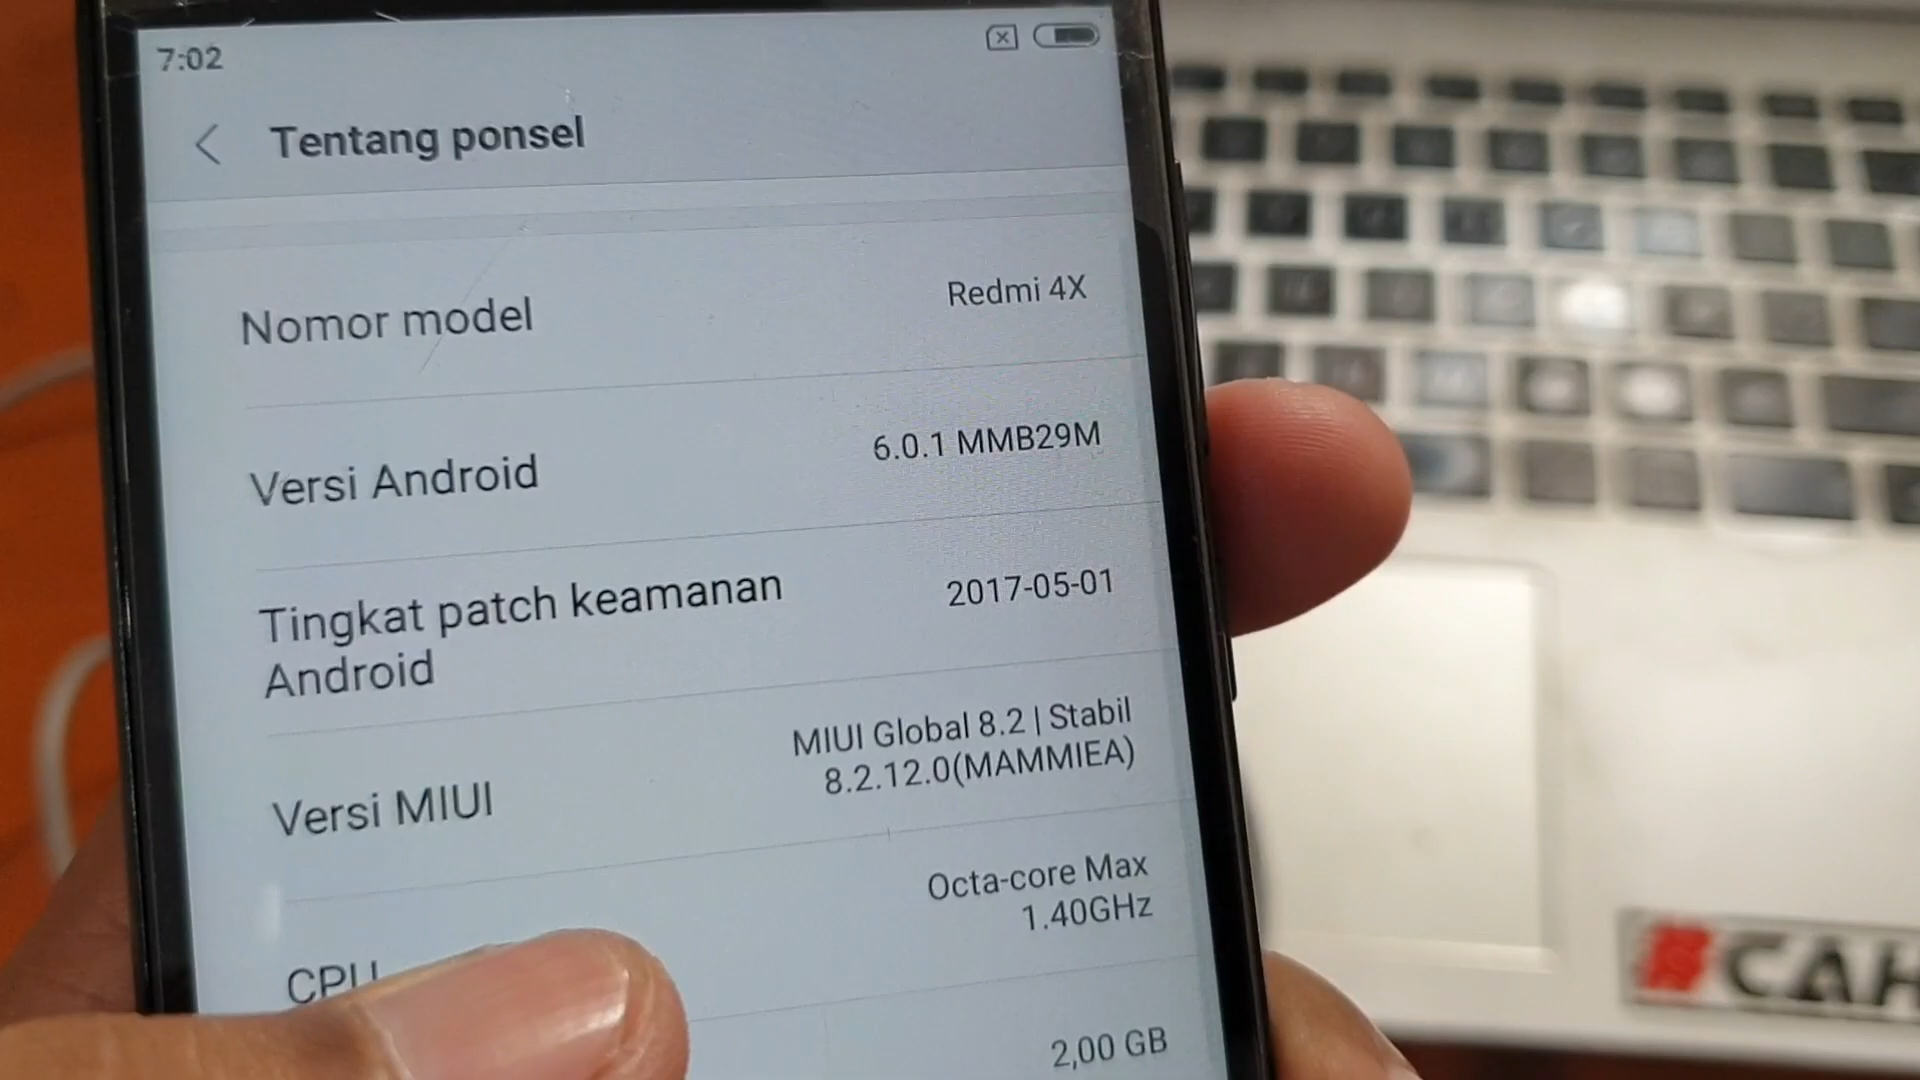 7:02
Tentang ponsel
Nomor model
Redmi 4X
Versi Android
6.0.1 MMB29M
Tingkat patch keamanan
Android
2017-05-01
Versi MIUI
MIUI Global 8.2 | Stabil
8.2.12.0(MAMMIEA)
CPU
Octa-core Max
1.40GHz
2,00 GB
CAH